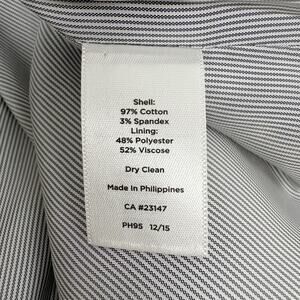 Shell:
97% Cotton
3% Spandex
Lining:
48% Polyester
52% Viscose
Dry Clean
Made In Philippines
CA #23147
PH95 12/15